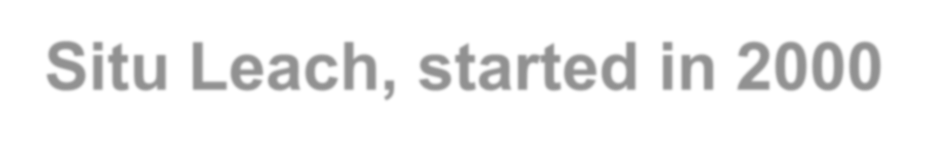 Situ Leach, started in 2000